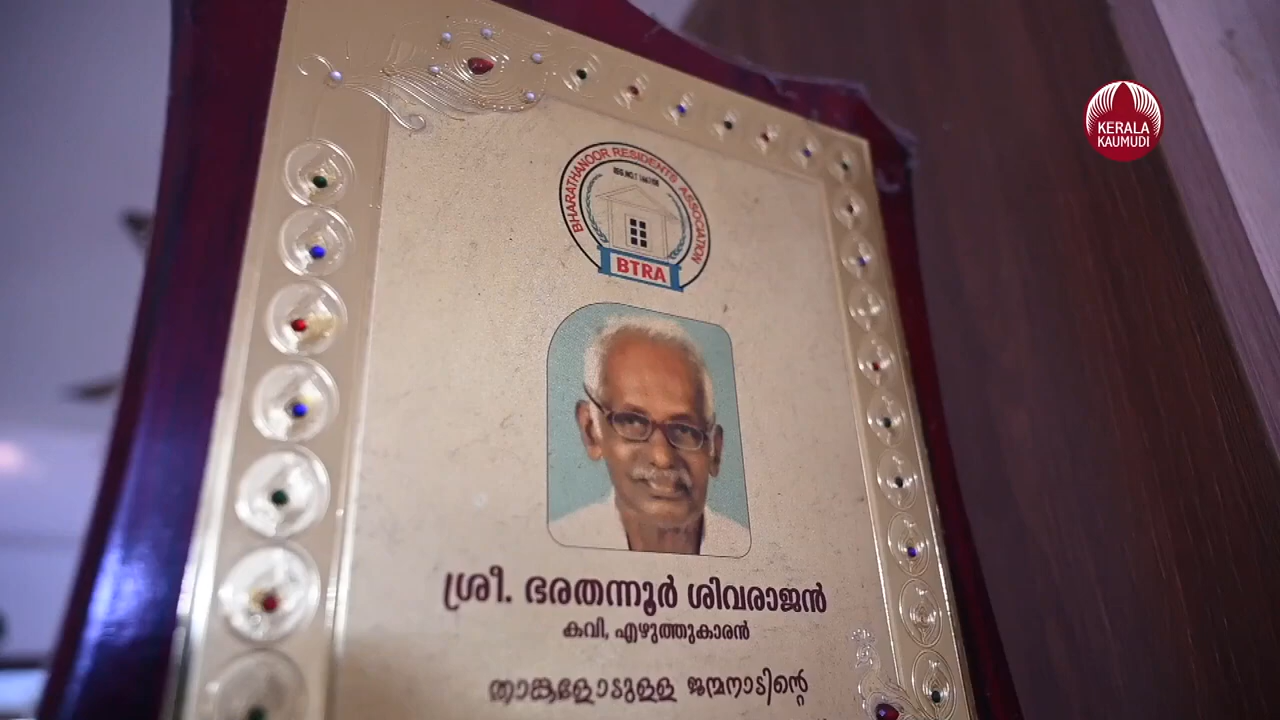 KERALA
KAUMUDI
BHARATHANOOR RESIDENTS ASSOCIATION
BTRA
ശ്രീ. ഭരതന്നൂർ ശിവരാജൻ
കവി, എഴുത്തുകാരൻ
താങ്കളോടുള്ള ജന്മനാടിന്റെ